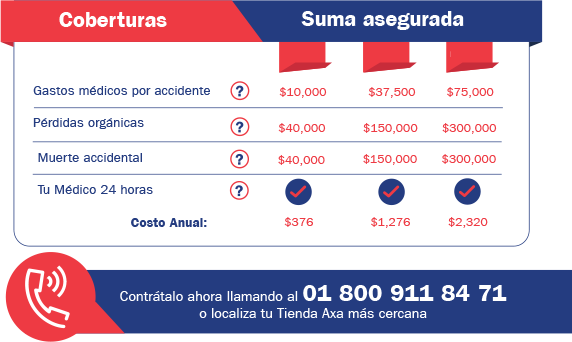 Coberturas Suma asegurada
Gastos médicos por accidente ? $10,000 $37,500 $75,000
Pérdidas orgánicas ? $40,000 $150,000 $300,000
Muerte accidental ? $40,000 $150,000 $300,000
Tu Médico 24 horas ?
Costo Anual: $376 $1,276 $2,320
Contrátalo ahora llamando al 01 800 911 84 71
o localiza tu Tienda Axa más cercana